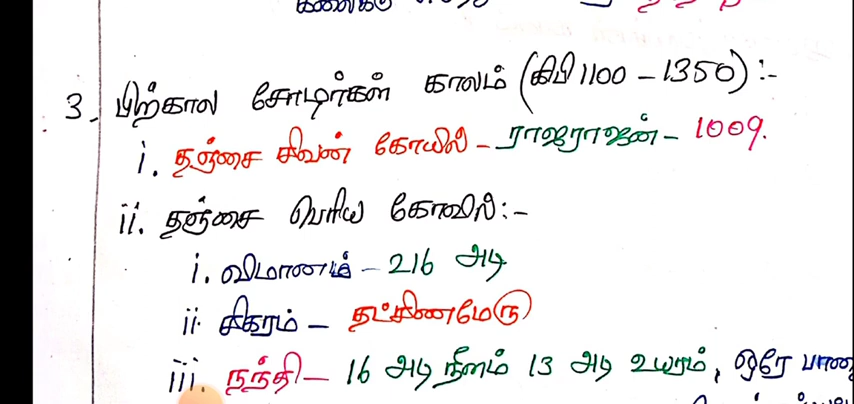 3. பிற்கால சோழர்கள் காலம் (கிபி 1100 - 1350) :-
i. தஞ்சை சிவன் கோயில் - ராஜராஜன் - 1009.
ii. தஞ்சை பெரிய கோவில் :-
i. விமானம் - 216 அடி
ii. சிகரம் - தட்சிணமேரு
iii. நந்தி - 16 அடி நீளம் 13 அடி உயரம், ஒரே